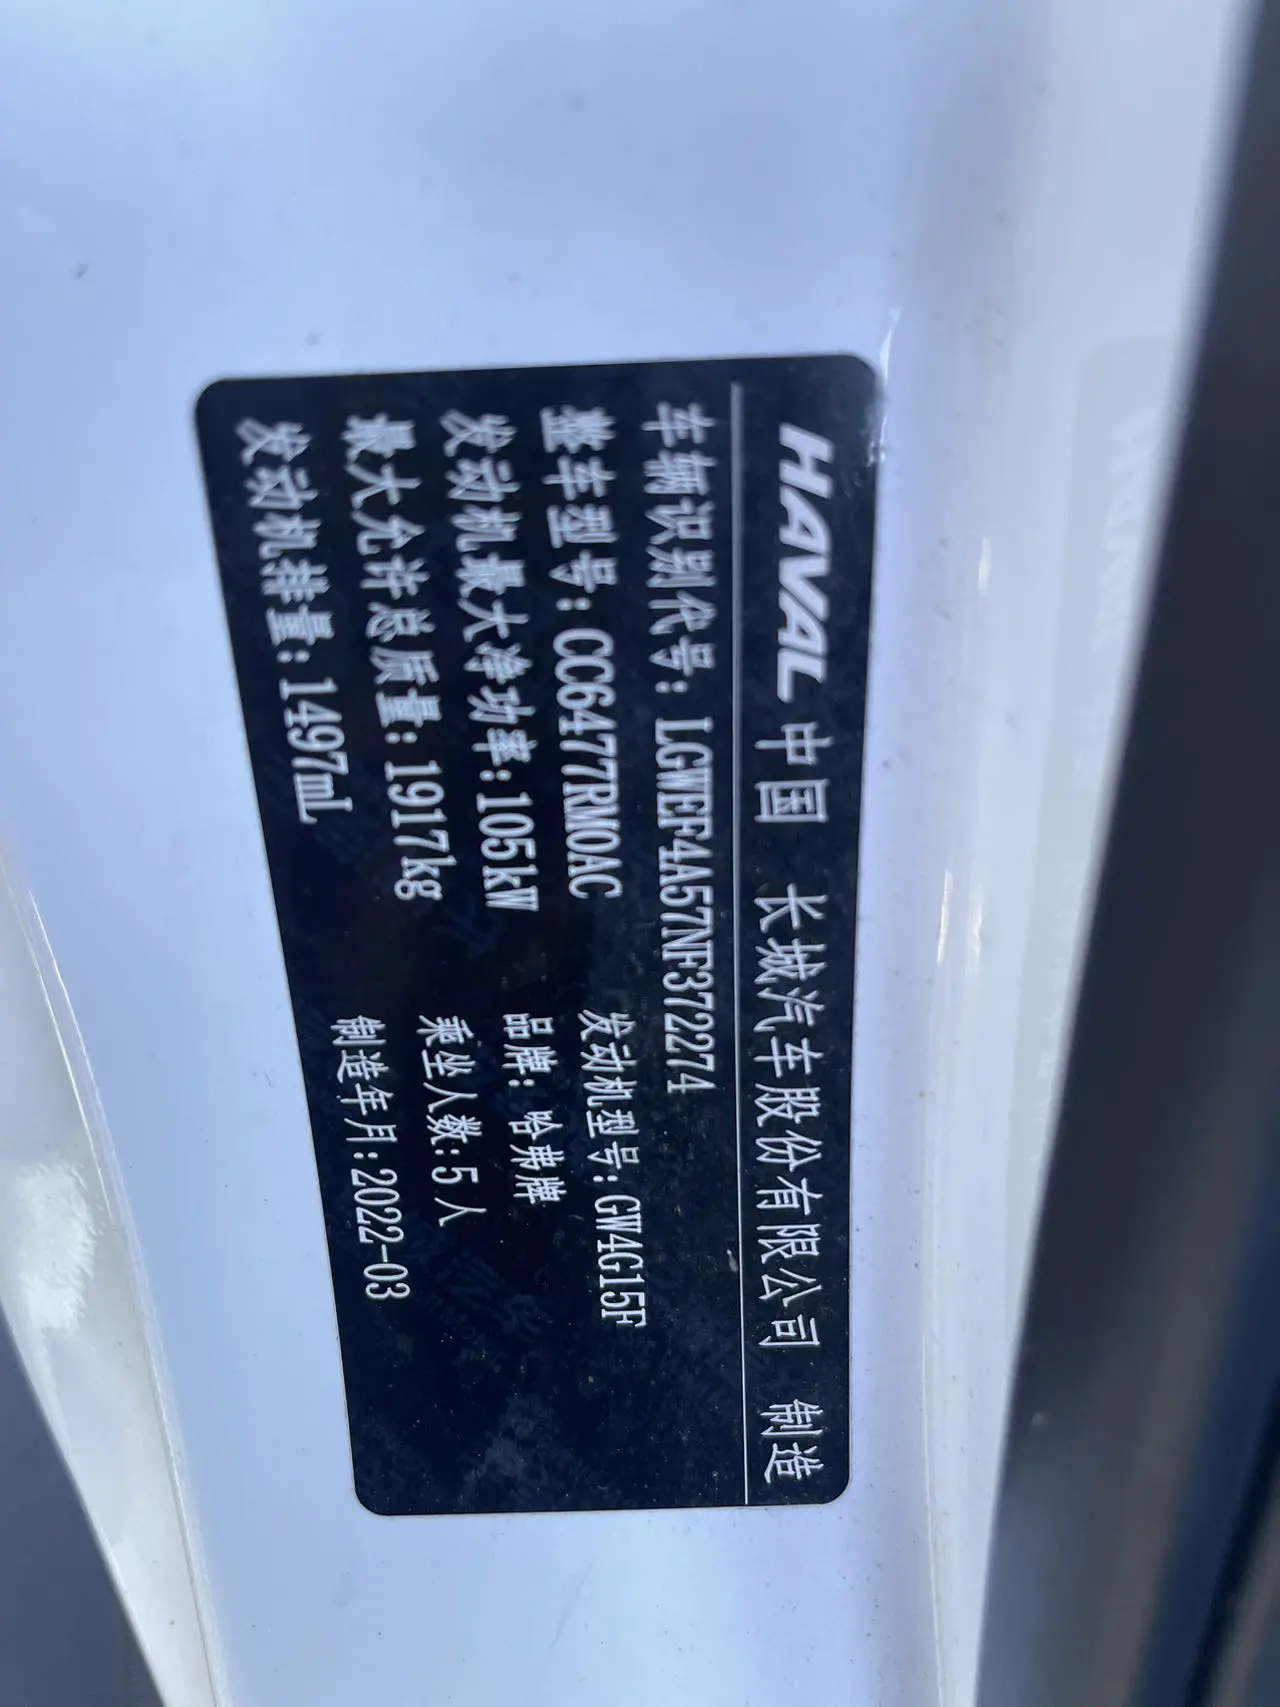 HAVAL 中国 长城汽车股份有限公司 制造
车辆识别代号：LGWEF4A57NF372274
整车型号：CC6477RM0AC 发动机型号：GW4G15F
发动机最大净功率：105kW 品牌：哈弗牌
最大允许总质量：1917kg 乘坐人数：5人
发动机排量：1497mL 制造年月：2022-03